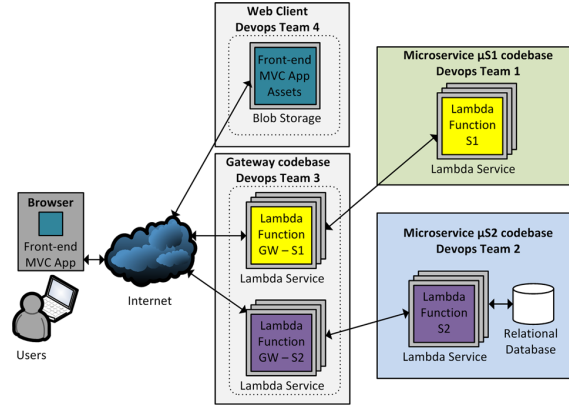 Web Client
Devops Team 4
Front-end
MVC App
Assets
Blob Storage
Microservice µS1 codebase
Devops Team 1
Lambda
Function
S1
Lambda Service
Gateway codebase
Devops Team 3
Lambda
Function
GW – S1
Lambda Service
Lambda
Function
GW – S2
Lambda Service
Browser
Front-end
MVC App
Internet
Users
Microservice µS2 codebase
Devops Team 2
Lambda
Function
S2
Lambda Service
Relational
Database